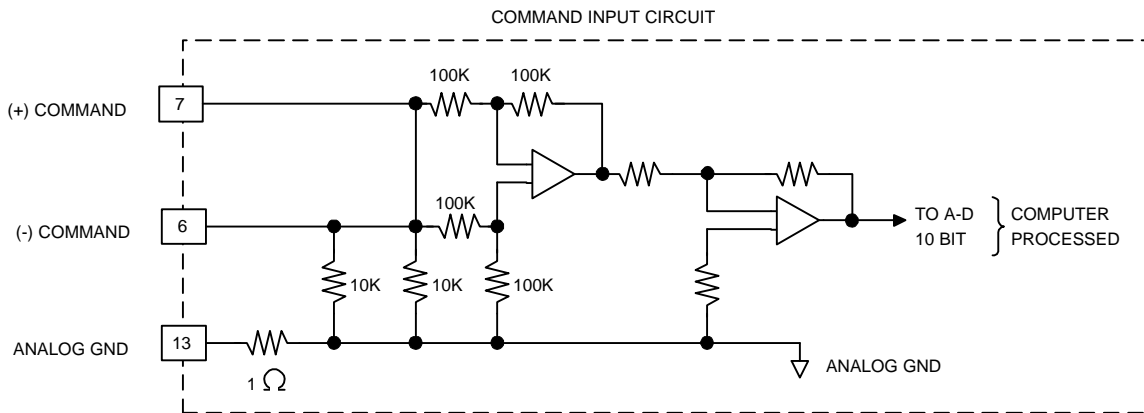 COMMAND INPUT CIRCUIT
100K 100K
(+) COMMAND 7
100K
(-) COMMAND 6
TO A-D
10 BIT
COMPUTER
PROCESSED
10K 10K 100K
ANALOG GND 13
1 Ω
ANALOG GND